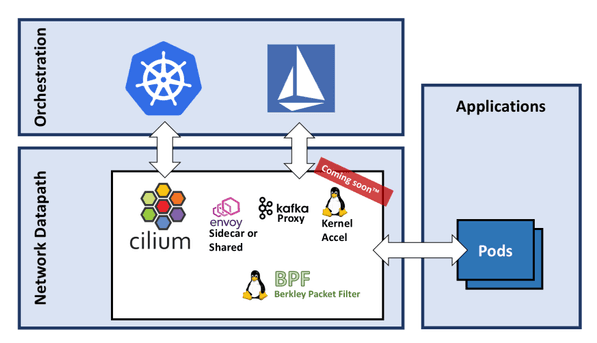 Orchestration
Applications
Network Datapath
Coming soon™
cilium
envoy
Sidecar or
Shared
kafka
Proxy
Kernel
Accel
BPF
Berkley Packet Filter
Pods